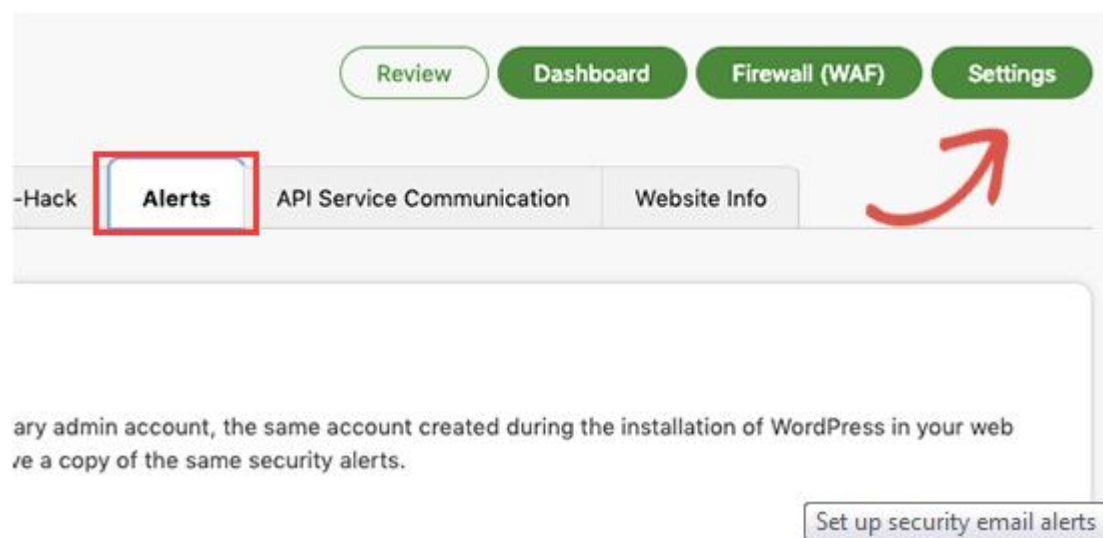 Review Dashboard Firewall (WAF) Settings
-Hack Alerts API Service Communication Website Info
ary admin account, the same account created during the installation of WordPress in your web
ve a copy of the same security alerts.
Set up security email alerts